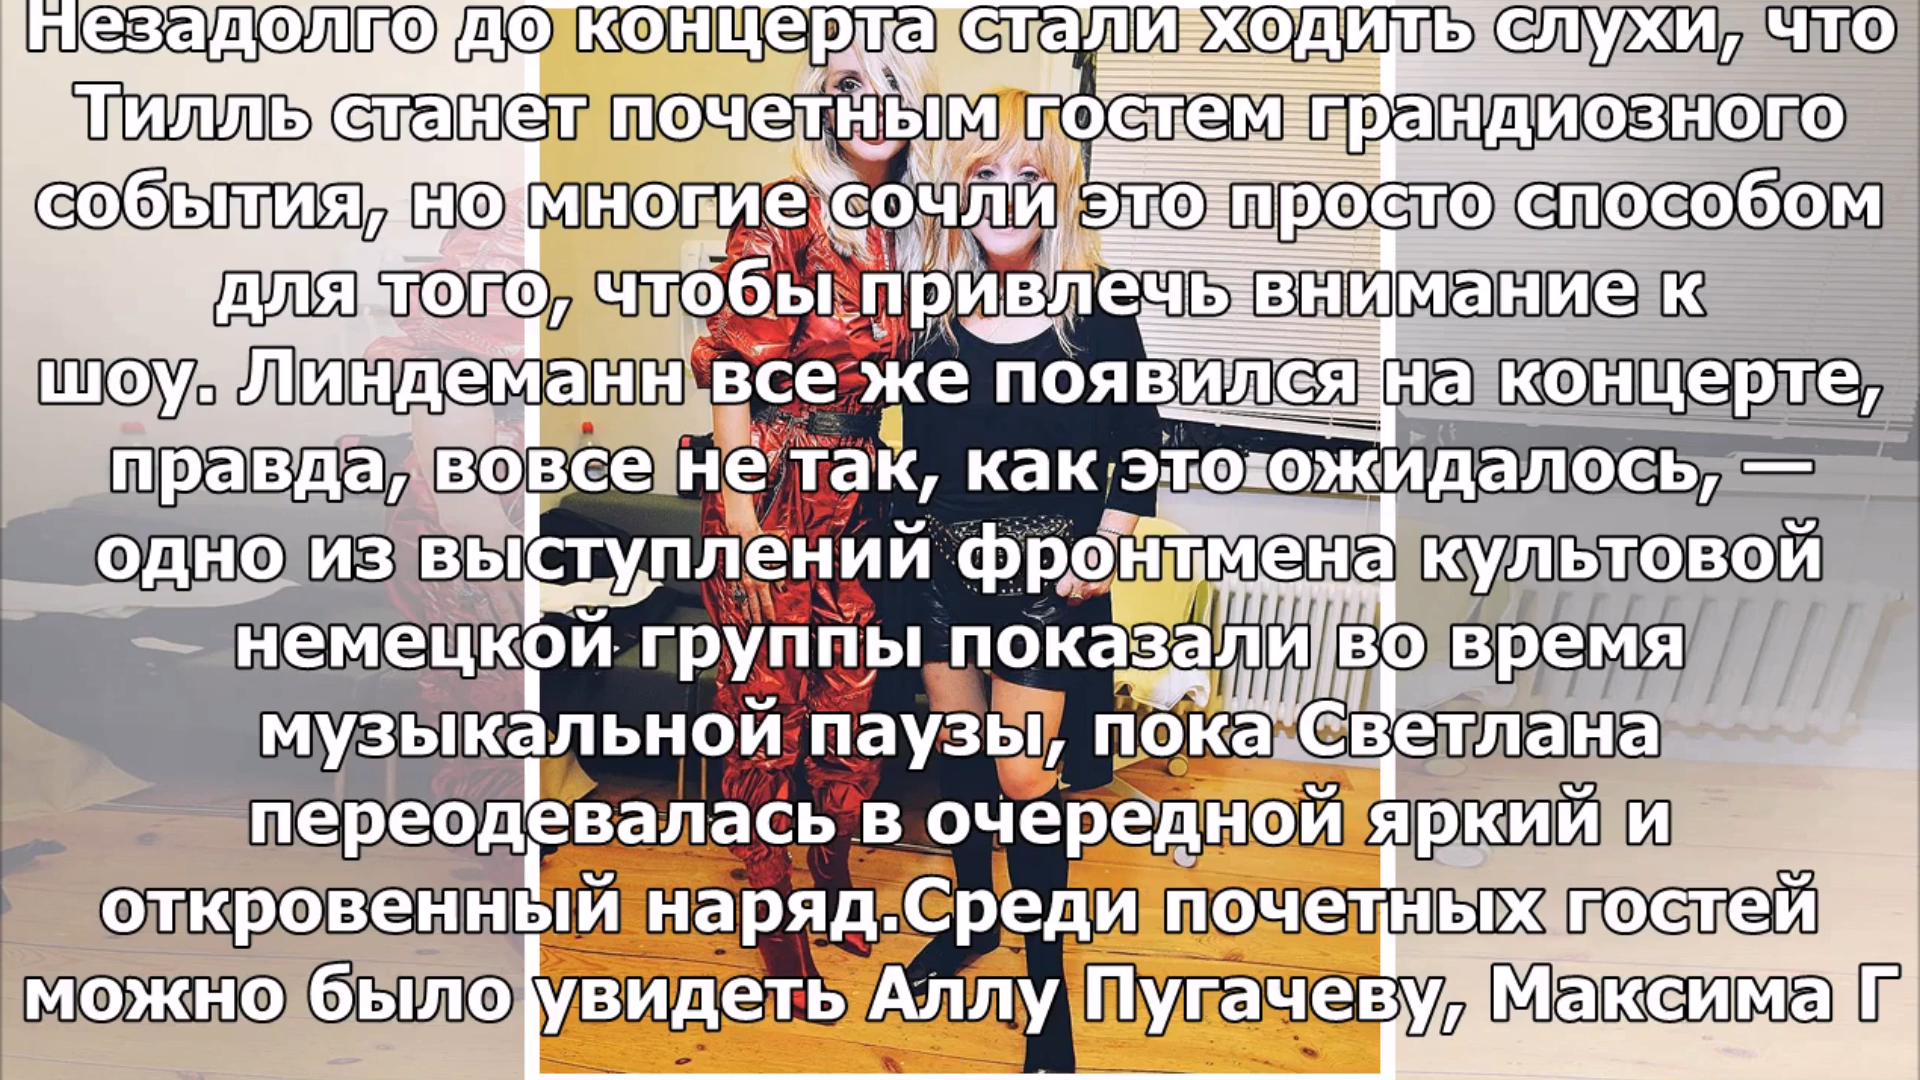 Незадолго до концерта стали ходить слухи, что
Тилль станет почетным гостем грандиозного
события, но многие сочли это просто способом
для того, чтобы привлечь внимание к
шоу. Линдеманн все же появился на концерте,
правда, вовсе не так, как это ожидалось, —
одно из выступлений фронтмена культовой
немецкой группы показали во время
музыкальной паузы, пока Светлана
переодевалась в очередной яркий и
откровенный наряд.Среди почетных гостей
можно было увидеть Аллу Пугачеву, Максима Г